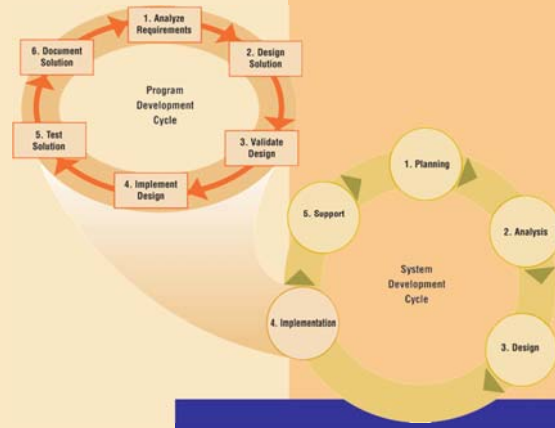 1. Analyze
Requirements
2. Design
Solution
3. Validate
Design
4. Implement
Design
5. Test
Solution
6. Document
Solution
Program
Development
Cycle
1. Planning
2. Analysis
3. Design
4. Implementation
5. Support
System
Development
Cycle